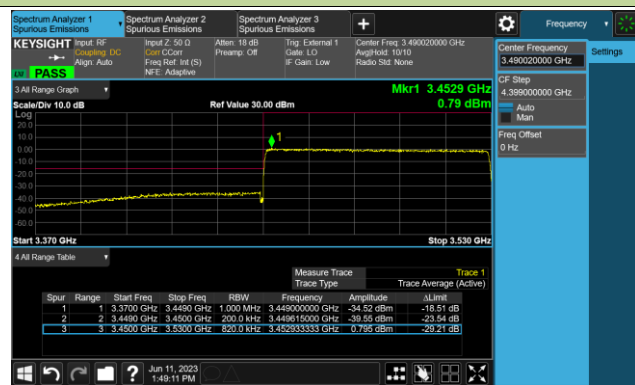 Spectrum Analyzer 1
Spurious Emissions
Spectrum Analyzer 2
Spurious Emissions
Spectrum Analyzer 3
Spurious Emissions
+
Frequency
KEYSIGHT
Input: RF
Coupling: DC
Align: Auto
Input Z: 50 Ω
Corr CCorr
Freq Ref: Int (S)
NFE: Adaptive
Atten: 18 dB
Preamp: Off
Trig: External 1
Gate: LO
IF Gain: Low
Center Freq: 3.490020000 GHz
Avg|Hold: 10/10
Radio Std: None
PASS
3 All Range Graph
Mkr1 3.4529 GHz
Scale/Div 10.0 dB
Ref Value 30.00 dBm
0.79 dBm
Log
20.0
10.0
0.00
-10.0
-20.0
-30.0
-40.0
-50.0
-60.0
1
Start 3.370 GHz
Stop 3.530 GHz
4 All Range Table
Measure Trace Trace 1
Trace Type Trace Average (Active)
Spur Range Start Freq Stop Freq RBW Frequency Amplitude ΔLimit
1 1 3.3700 GHz 3.4490 GHz 1.000 MHz 3.449000000 GHz -34.52 dBm -18.51 dB
2 2 3.4490 GHz 3.4500 GHz 200.0 kHz 3.449615000 GHz -39.55 dBm -23.54 dB
3 3 3.4500 GHz 3.5300 GHz 820.0 kHz 3.452933333 GHz 0.795 dBm -29.21 dB
Jun 11, 2023
1:49:11 PM
Center Frequency
3.490020000 GHz
Settings
CF Step
4.399000000 GHz
Auto
Man
Freq Offset
0 Hz